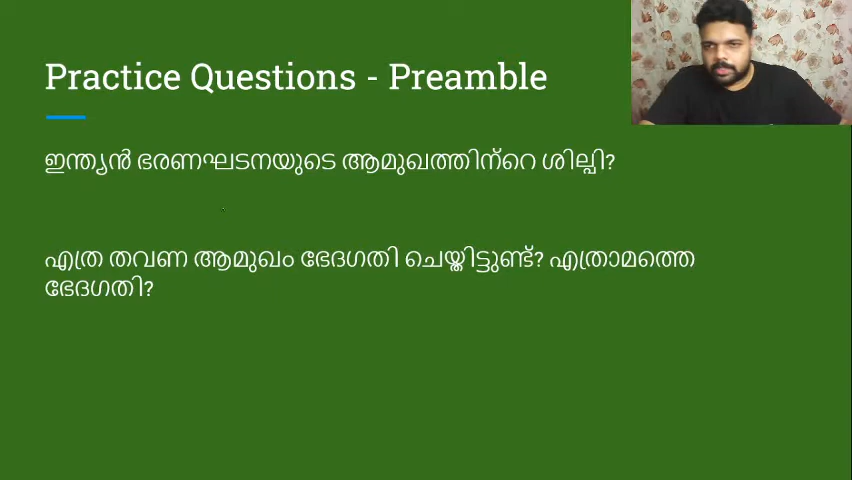 Practice Questions - Preamble
ഇന്ത്യൻ ഭരണഘടനയുടെ ആമുഖത്തിന്റെ ശില്പി?
എത്ര തവണ ആമുഖം ഭേദഗതി ചെയ്തിട്ടുണ്ട്? എത്രാമത്തെ
ഭേദഗതി?